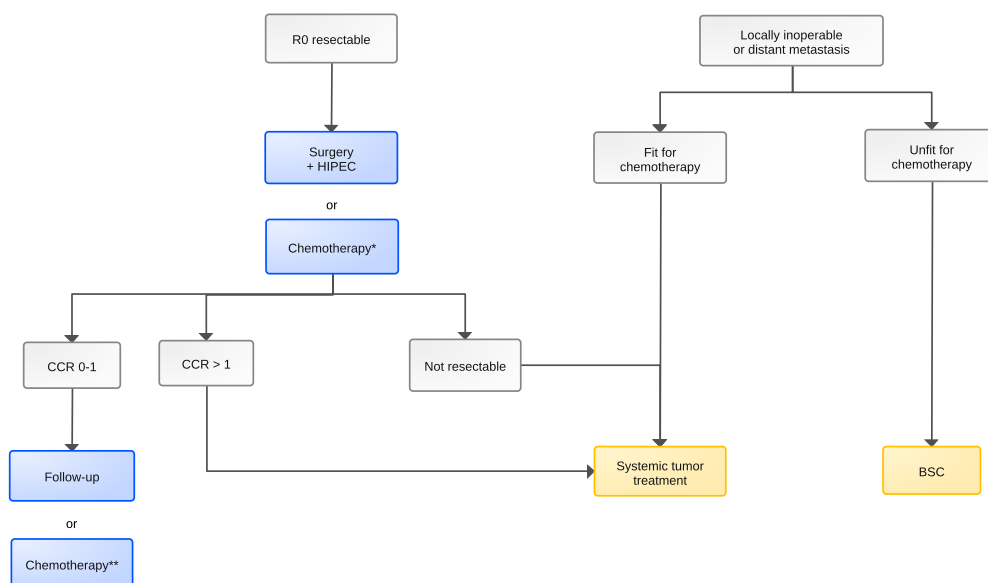 R0 resectable
Locally inoperable
or distant metastasis
Surgery
+ HIPEC
Fit for
chemotherapy
Unfit for
chemotherapy
or
Chemotherapy*
CCR 0-1
CCR > 1
Not resectable
Follow-up
Systemic tumor
treatment
BSC
or
Chemotherapy**